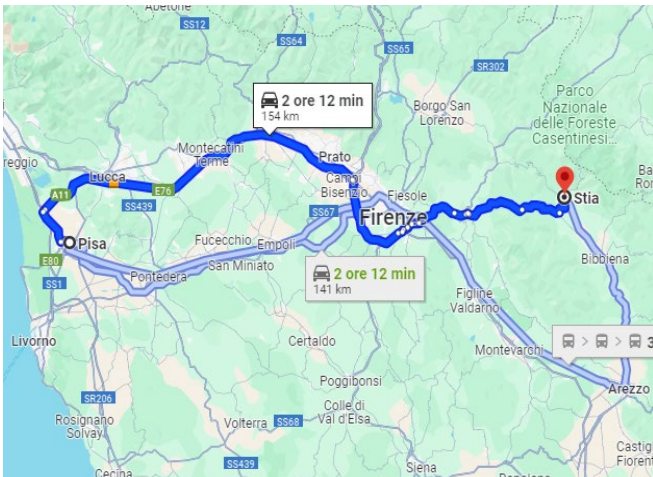 Abetone
SS12
SS64
SS65
SR302
2 ore 12 min
154 km
Borgo San
Lorenzo
Parco
Nazionale
delle Foreste
Casentinesi...
Montecatini
Terme
Prato
Campi
Bisenzio
reggio
Lucca
A11
E76
SS439
Fiesole
Stia
SS67
Firenze
Pisa
Fucecchio
Empoli
San Miniato
E80
SS1
Pontedera
2 ore 12 min
141 km
Bibbiena
Figline
Valdarno
Livorno
Certaldo
Montevarchi
3
Arezzo
Poggibonsi
SR206
Rosignano
Solvay
Volterra
SS68
Colle di
Val d'Elsa
SS439
Siena
Castig
Fiorent
Cecina